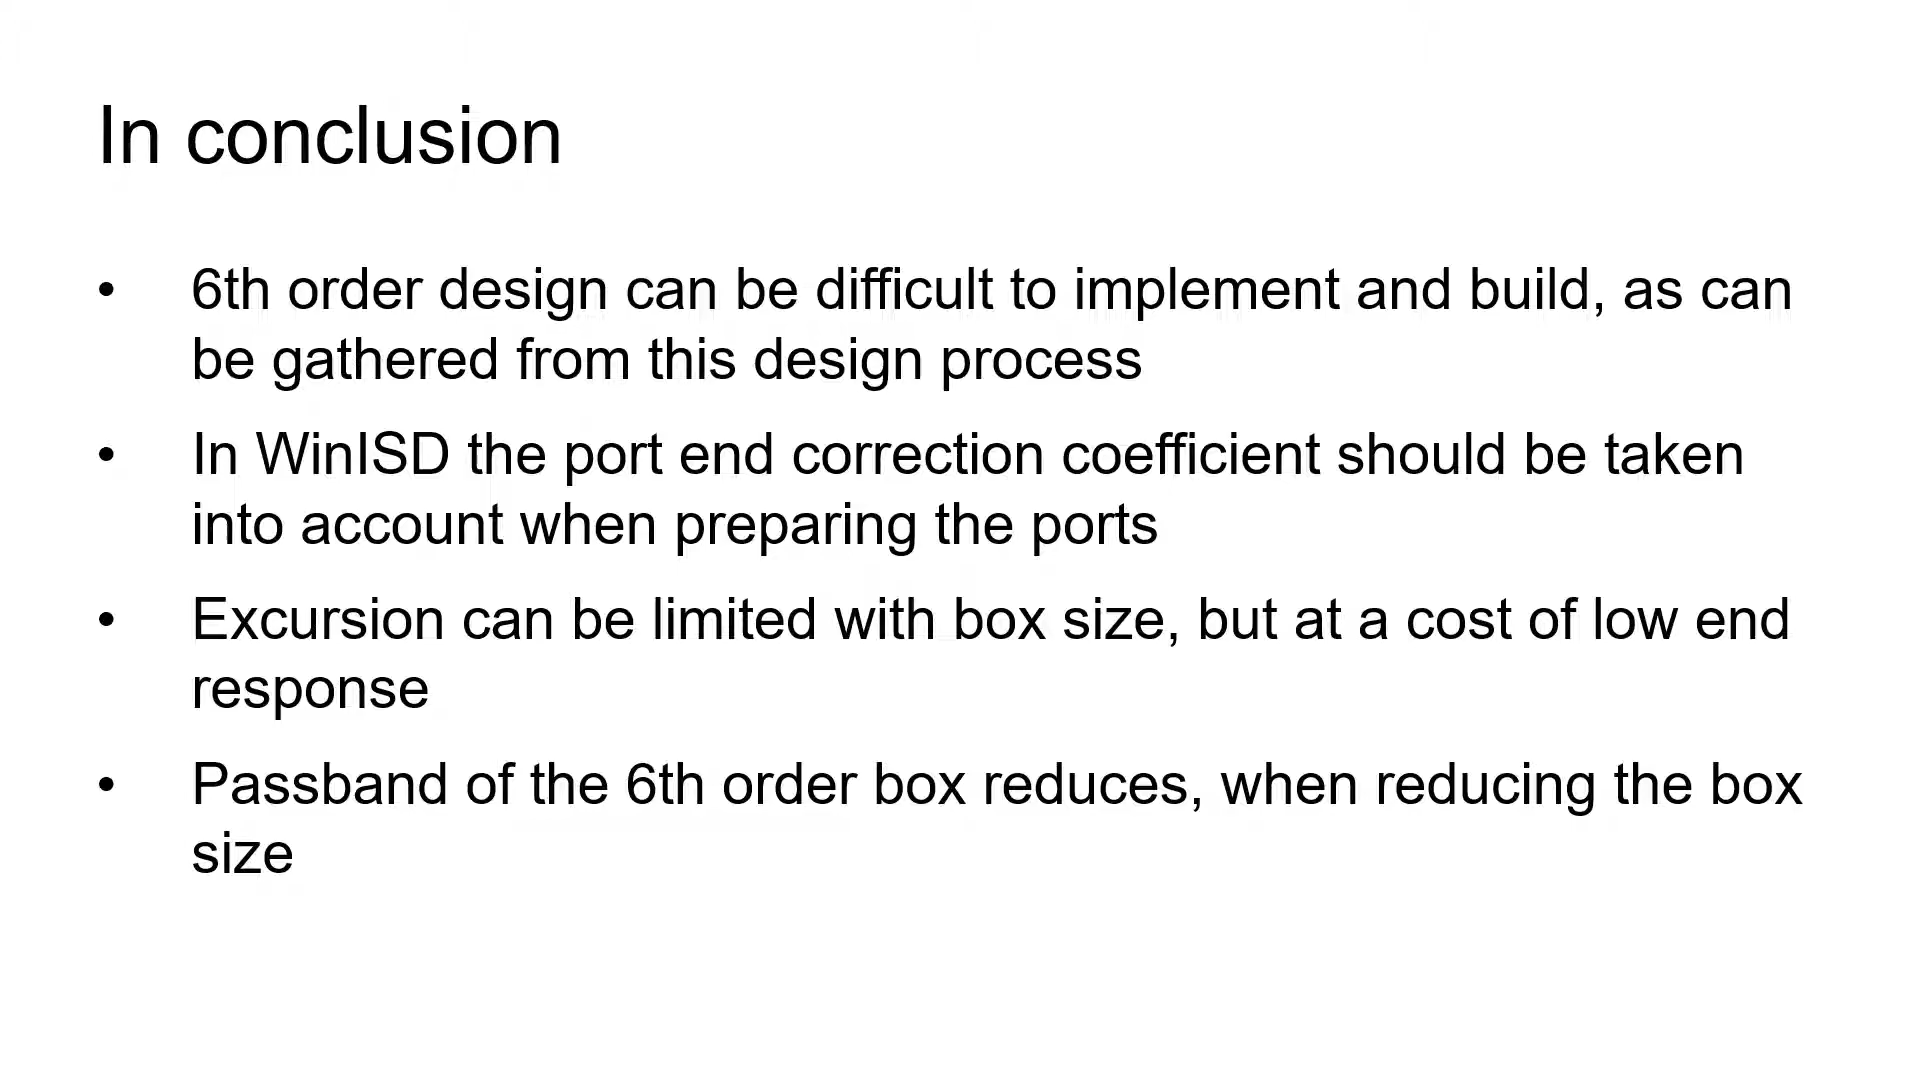 In conclusion
• 6th order design can be difficult to implement and build, as can
be gathered from this design process
• In WinISD the port end correction coefficient should be taken
into account when preparing the ports
• Excursion can be limited with box size, but at a cost of low end
response
• Passband of the 6th order box reduces, when reducing the box
size